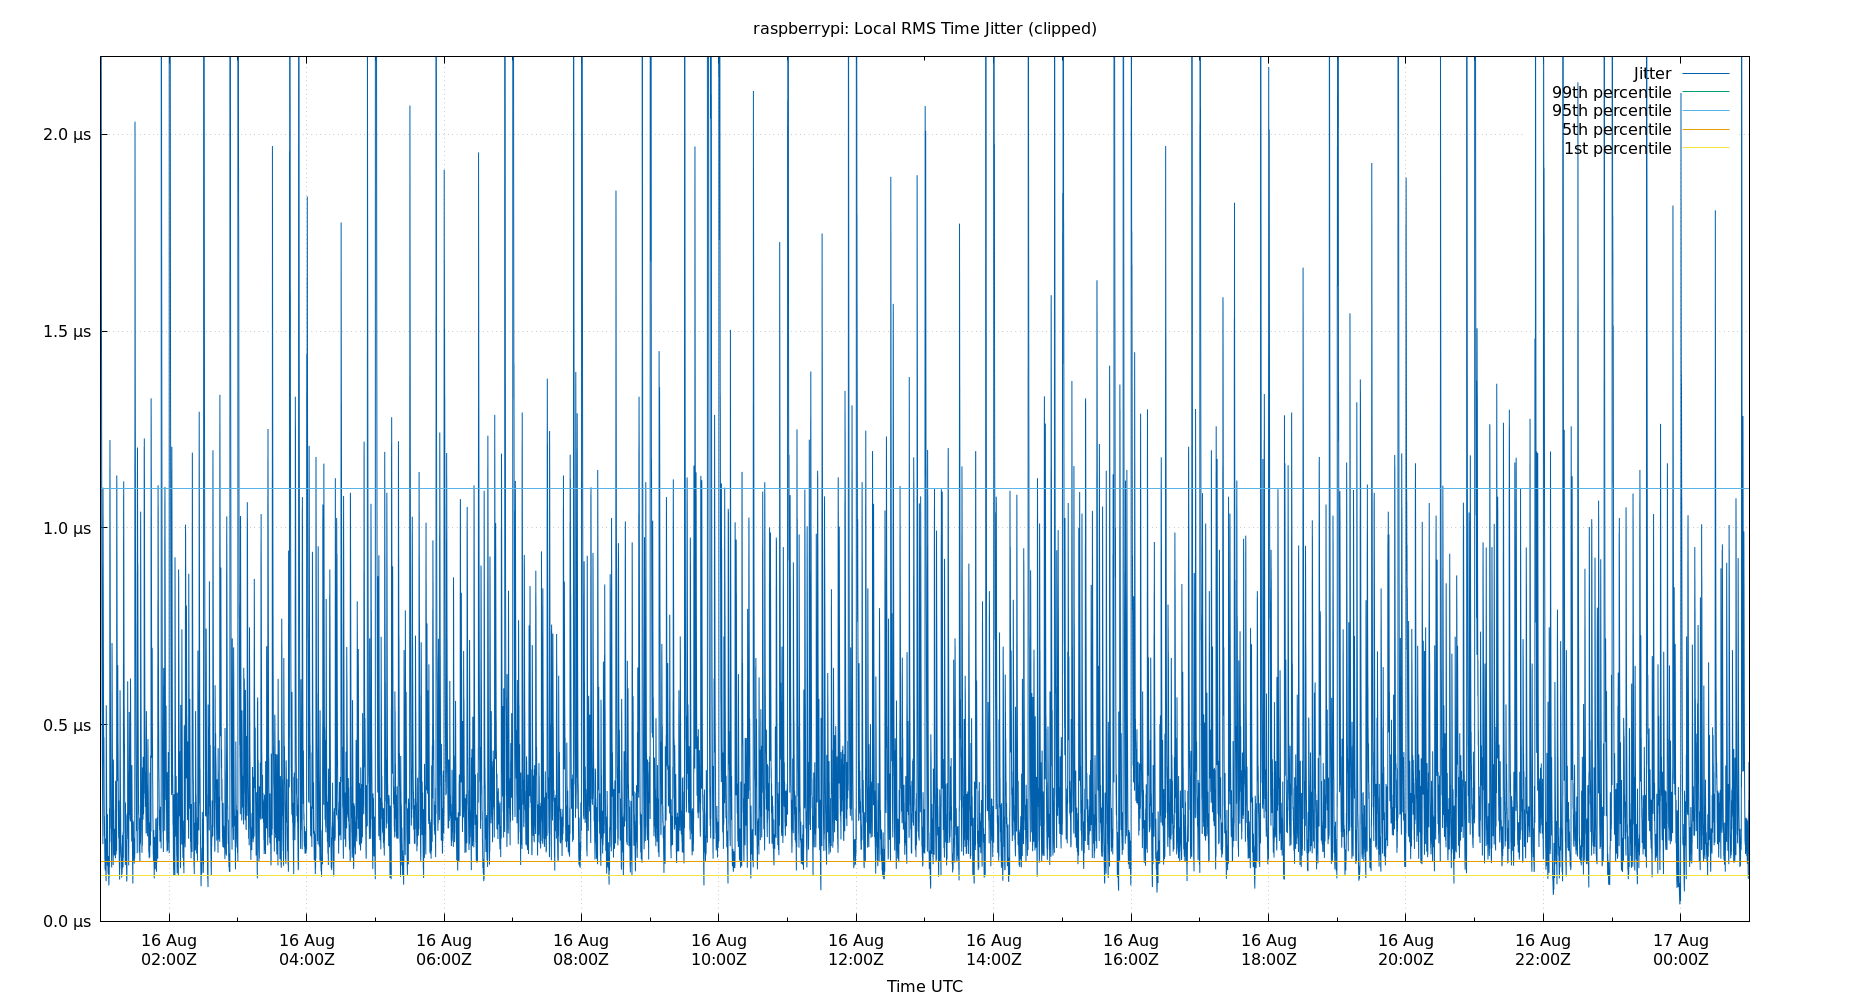 raspberrypi: Local RMS Time Jitter (clipped)
Jitter
99th percentile
95th percentile
5th percentile
1st percentile
2.0 μs
1.5 μs
1.0 μs
0.5 μs
0.0 μs
16 Aug 16 Aug 16 Aug 16 Aug 16 Aug 16 Aug 16 Aug 16 Aug 16 Aug 16 Aug 16 Aug 17 Aug
02:00Z 04:00Z 06:00Z 08:00Z 10:00Z 12:00Z 14:00Z 16:00Z 18:00Z 20:00Z 22:00Z 00:00Z
Time UTC